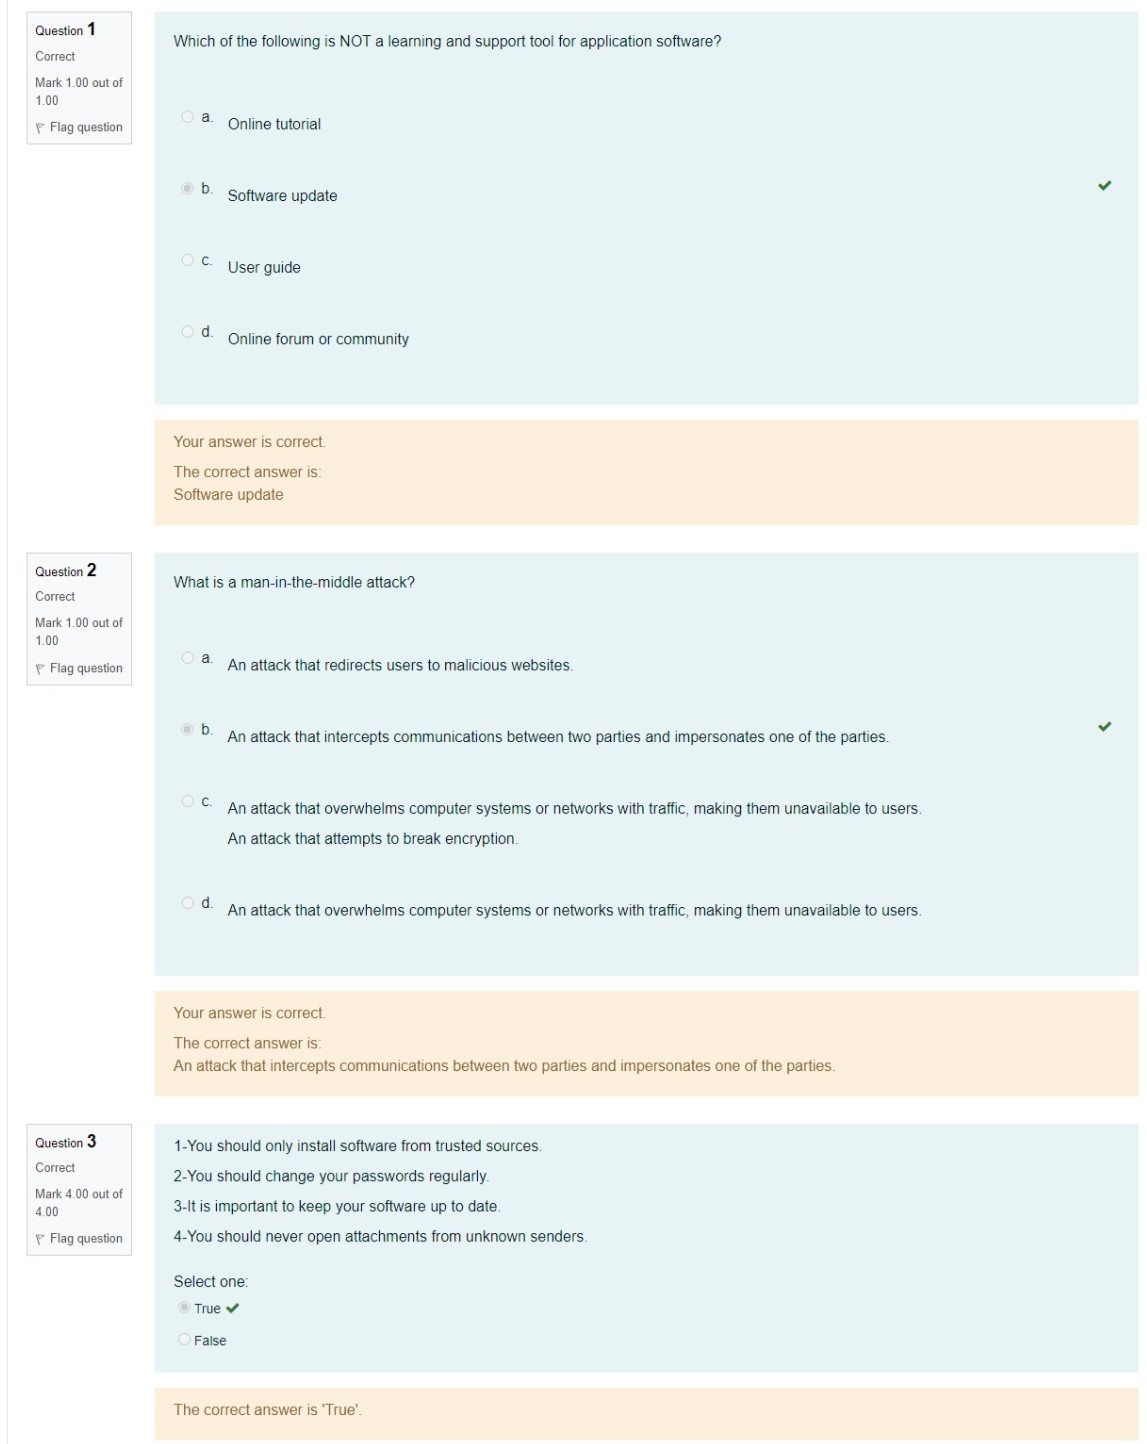 Question 1
Correct
Mark 1.00 out of
1.00
Flag question
Which of the following is NOT a learning and support tool for application software?
a. Online tutorial
b. Software update
c. User guide
d. Online forum or community
Your answer is correct.
The correct answer is:
Software update
Question 2
Correct
Mark 1.00 out of
1.00
Flag question
What is a man-in-the-middle attack?
a. An attack that redirects users to malicious websites.
b. An attack that intercepts communications between two parties and impersonates one of the parties.
c. An attack that overwhelms computer systems or networks with traffic, making them unavailable to users.
An attack that attempts to break encryption.
d. An attack that overwhelms computer systems or networks with traffic, making them unavailable to users.
Your answer is correct.
The correct answer is:
An attack that intercepts communications between two parties and impersonates one of the parties.
Question 3
Correct
Mark 4.00 out of
4.00
Flag question
1-You should only install software from trusted sources.
2-You should change your passwords regularly.
3-It is important to keep your software up to date.
4-You should never open attachments from unknown senders.
Select one:
True
False
The correct answer is 'True'.